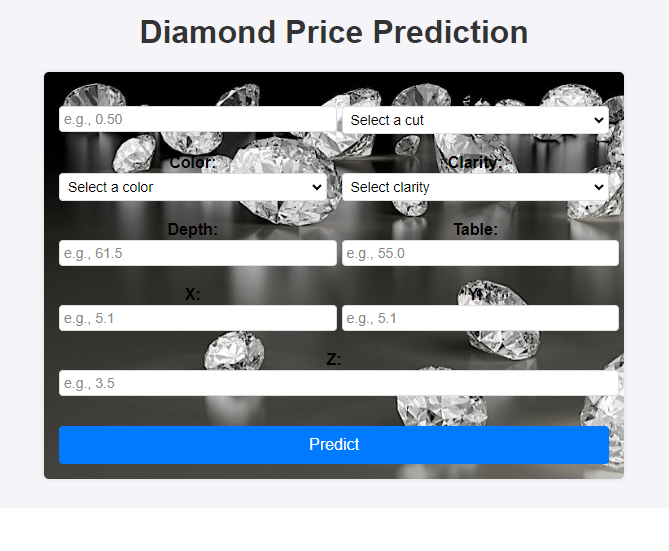 Diamond Price Prediction
e.g., 0.50 Select a cut
Color: Clarity:
Select a color Select clarity
Depth: Table:
e.g., 61.5 e.g., 55.0
X: Y:
e.g., 5.1 e.g., 5.1
Z:
e.g., 3.5
Predict